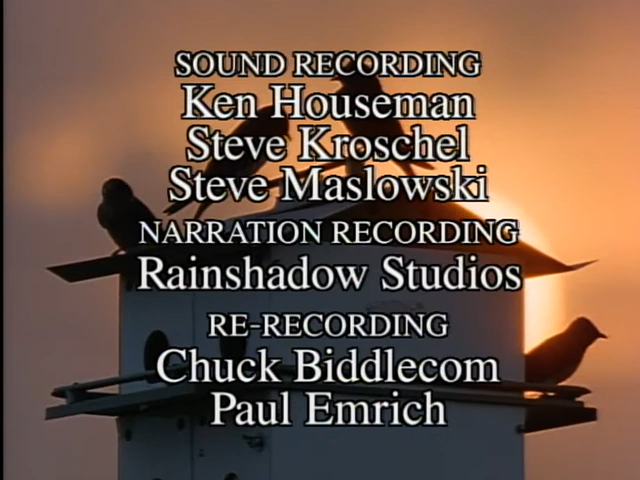 SOUND RECORDING
Ken Houseman
Steve Kroschel
Steve Maslowski
NARRATION RECORDING
Rainshadow Studios
RE-RECORDING
Chuck Biddlecom
Paul Emrich